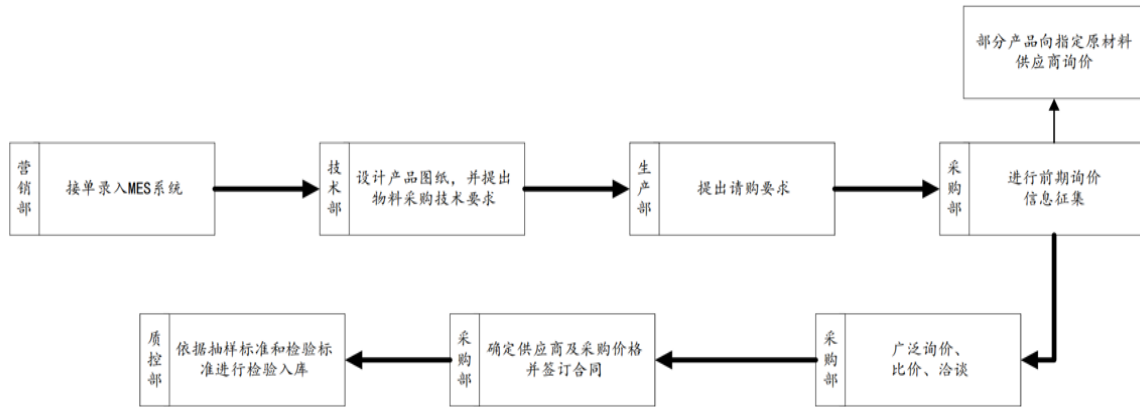 部分产品向指定原材料
供应商询价
营销部
接单录入MES系统
技术部
设计产品图纸，并提出
物料采购技术要求
生产部
提出请购要求
采购部
进行前期询价
信息征集
质控部
依据抽样标准和检验标
准进行检验入库
采购部
确定供应商及采购价格
并签订合同
采购部
广泛询价、
比价、洽谈